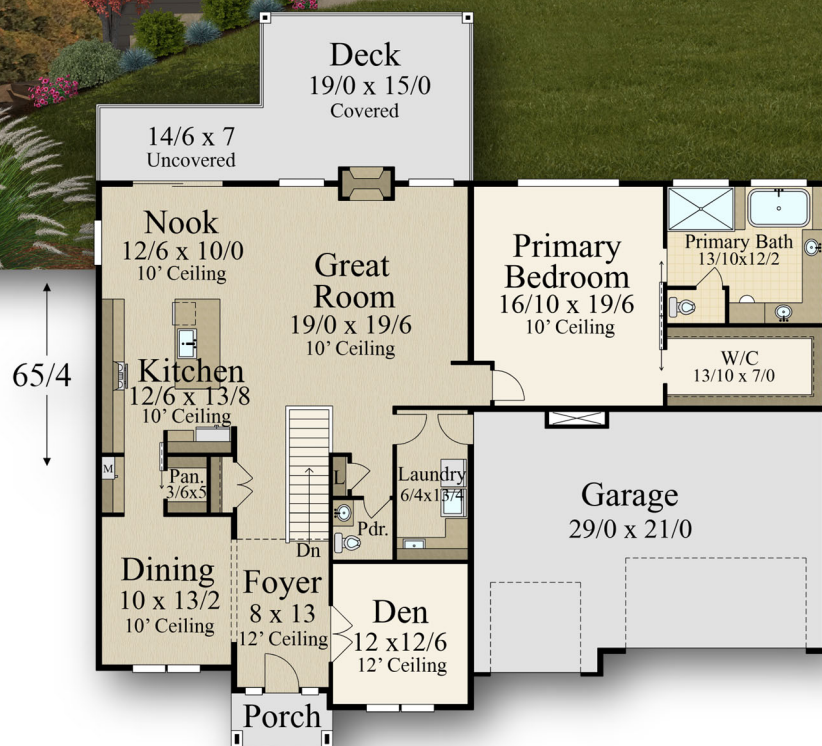 Deck
19/0 x 15/0
Covered
14/6 x 7
Uncovered
Nook
12/6 x 10/0
10' Ceiling
Great
Room
19/0 x 19/6
10' Ceiling
Primary
Bedroom
16/10 x 19/6
10' Ceiling
Primary Bath
13/10x12/2
W/C
13/10 x 7/0
65/4
Kitchen
12/6 x 13/8
10' Ceiling
M
Pan.
3/6x5
L
Laundry
6/4x13/4
Pdr.
Dn
Garage
29/0 x 21/0
Dining
10 x 13/2
10' Ceiling
Foyer
8 x 13
12' Ceiling
Den
12 x12/6
12' Ceiling
Porch